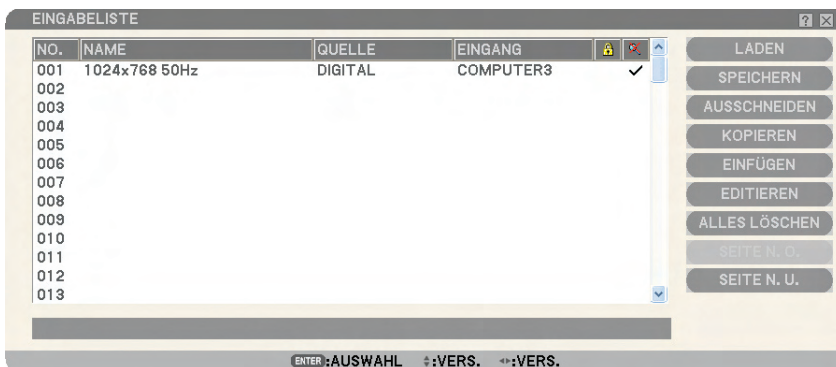 EINGABELISTE
NO. NAME QUELLE EINGANG
001 1024x768 50Hz DIGITAL COMPUTER3
002
003
004
005
006
007
008
009
010
011
012
013
LADEN
SPEICHERN
AUSSCHNEIDEN
KOPIEREN
EINFÜGEN
EDITIEREN
ALLES LÖSCHEN
SEITE N. O.
SEITE N. U.
ENTER:AUSWAHL :VERS. :VERS.